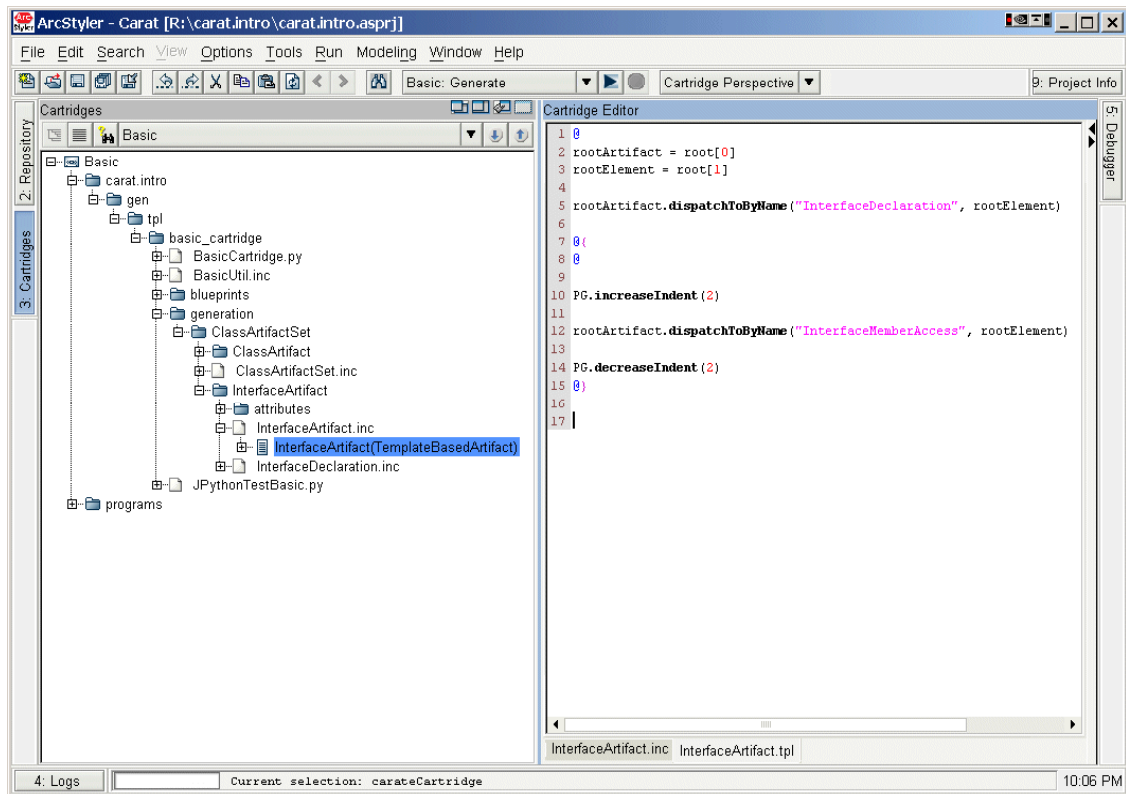 ArcStyler - Carat [R:\carat.intro\carat.intro.asprj]
File Edit Search View Options Tools Run Modeling Window Help
Basic: Generate Cartridge Perspective 9: Project Info
Cartridges
Cartridge Editor
2: Repository
3: Cartridges
5: Debugger
Basic
Basic
carat.intro
gen
tpl
basic_cartridge
BasicCartridge.py
BasicUtil.inc
blueprints
generation
ClassArtifactSet
ClassArtifact
ClassArtifactSet.inc
InterfaceArtifact
attributes
InterfaceArtifact.inc
InterfaceArtifact(TemplateBasedArtifact)
InterfaceDeclaration.inc
JPythonTestBasic.py
programs
1 @
2 rootArtifact = root[0]
3 rootElement = root[1]
4
5 rootArtifact.dispatchToByName("InterfaceDeclaration", rootElement)
6
7 @{
8 @
9
10 PG.increaseIndent(2)
11
12 rootArtifact.dispatchToByName("InterfaceMemberAccess", rootElement)
13
14 PG.decreaseIndent(2)
15 @}
16
17
InterfaceArtifact.inc InterfaceArtifact.tpl
4: Logs Current selection: carateCartridge 10:06 PM